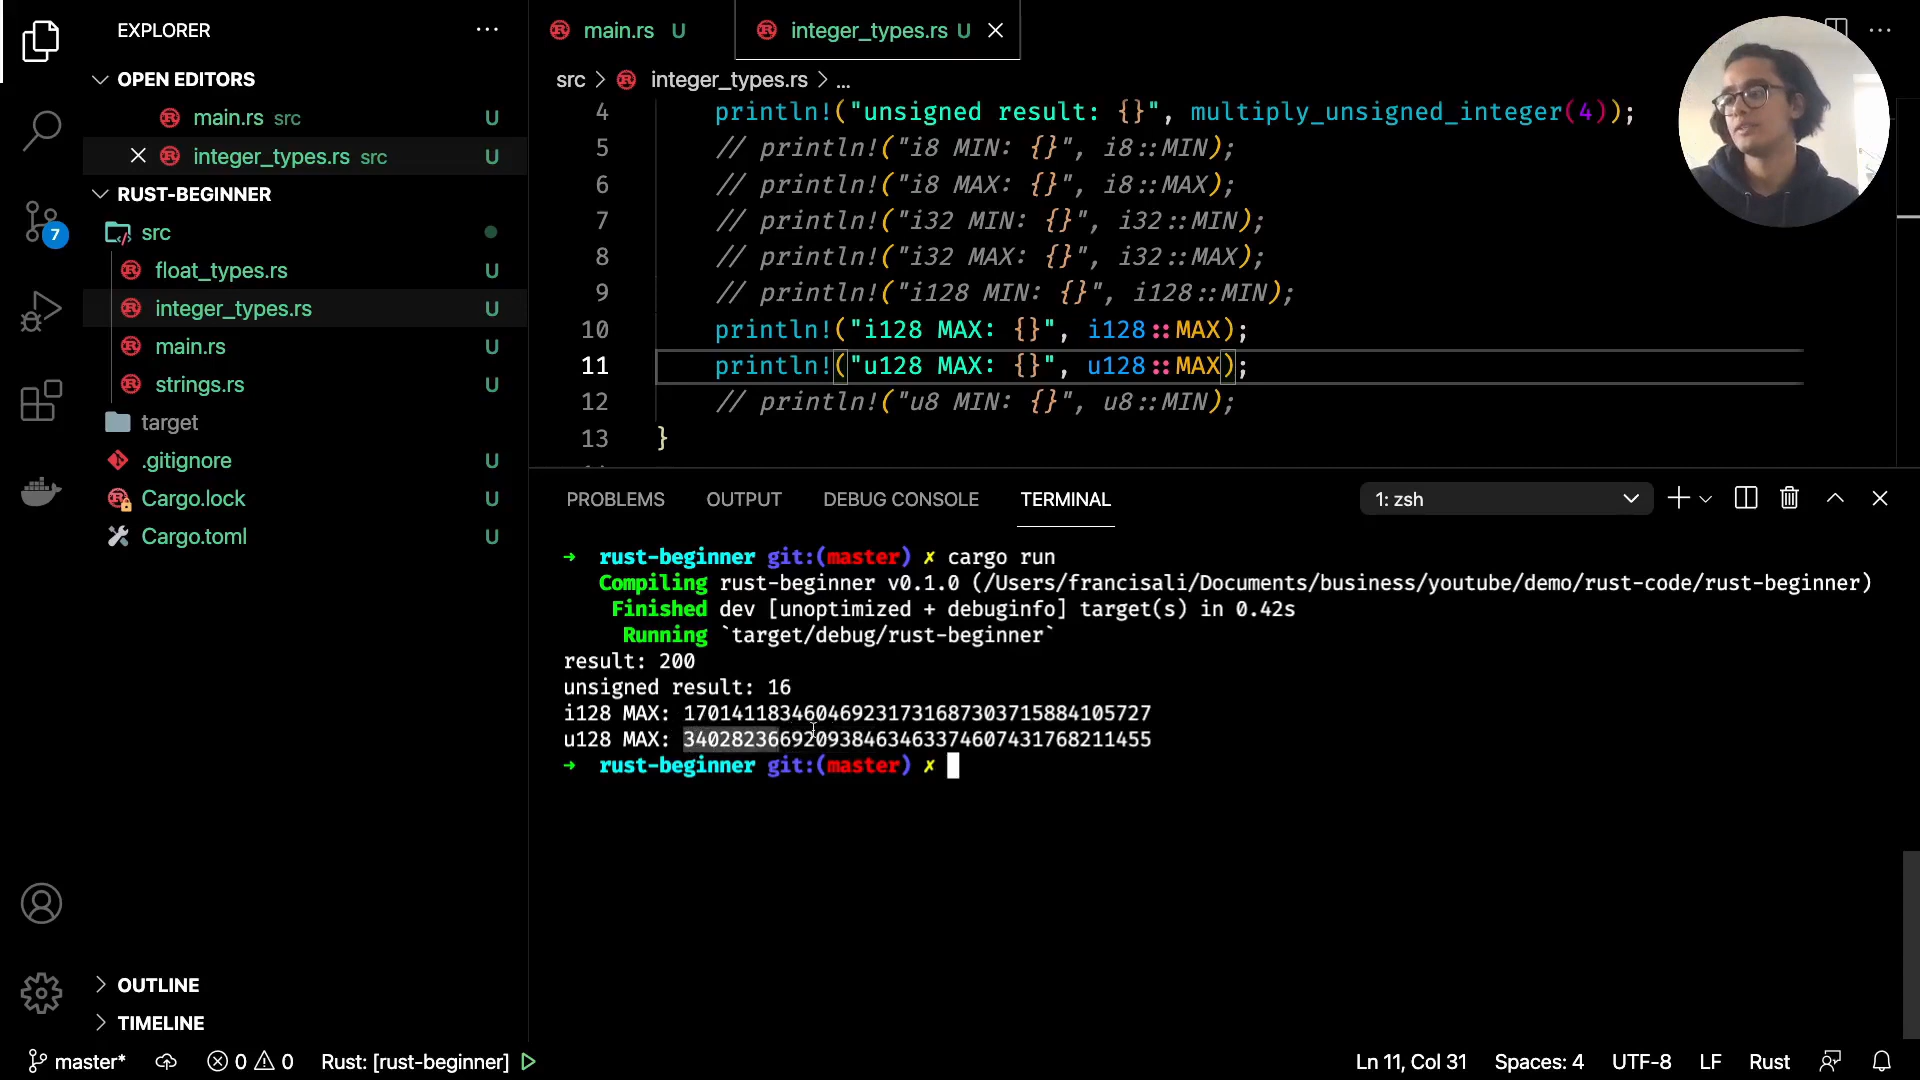 EXPLORER
OPEN EDITORS
main.rs src U
integer_types.rs src U
RUST-BEGINNER
src
float_types.rs U
integer_types.rs U
main.rs U
strings.rs U
target
.gitignore U
Cargo.lock U
Cargo.toml U
OUTLINE
TIMELINE
7
main.rs U
integer_types.rs U
src > integer_types.rs > ...
4 println!("unsigned result: {}", multiply_unsigned_integer(4));
5 // println!("i8 MIN: {}", i8::MIN);
6 // println!("i8 MAX: {}", i8::MAX);
7 // println!("i32 MIN: {}", i32::MIN);
8 // println!("i32 MAX: {}", i32::MAX);
9 // println!("i128 MIN: {}", i128::MIN);
10 println!("i128 MAX: {}", i128::MAX);
11 println!("u128 MAX: {}", u128::MAX);
12 // println!("u8 MIN: {}", u8::MIN);
13 }
PROBLEMS OUTPUT DEBUG CONSOLE TERMINAL 1: zsh
➜ rust-beginner git:(master) ✗ cargo run
Compiling rust-beginner v0.1.0 (/Users/francisali/Documents/business/youtube/demo/rust-code/rust-beginner)
Finished dev [unoptimized + debuginfo] target(s) in 0.42s
Running `target/debug/rust-beginner`
result: 200
unsigned result: 16
i128 MAX: 170141183460469231731687303715884105727
u128 MAX: 340282366920938463463374607431768211455
➜ rust-beginner git:(master) ✗
master* 0 0 Rust: [rust-beginner] Ln 11, Col 31 Spaces: 4 UTF-8 LF Rust